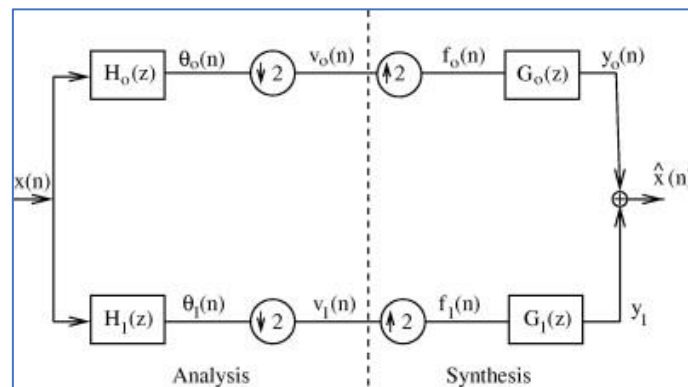 H₀(z) θ₀(n) ↓ 2 v₀(n) ↑ 2 f₀(n) G₀(z) y₀(n)
x(n) x̂(n)
H₁(z) θ₁(n) ↓ 2 v₁(n) ↑ 2 f₁(n) G₁(z) y₁
Analysis Synthesis